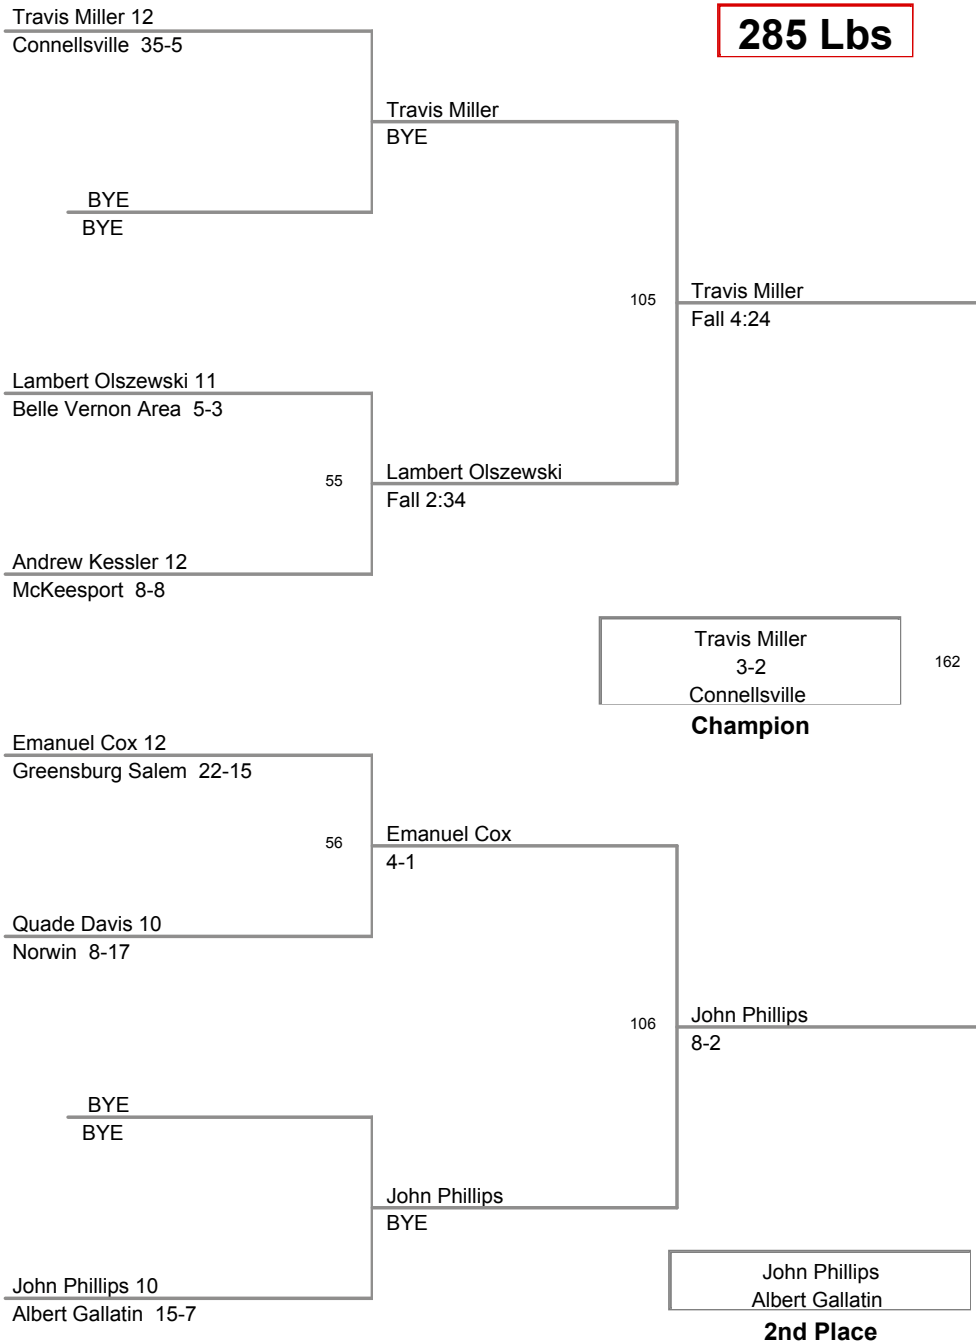 Travis Miller 12
Connellsville 35-5
285 Lbs
Travis Miller
BYE
BYE
BYE
105
Travis Miller
Fall 4:24
Lambert Olszewski 11
Belle Vernon Area 5-3
55
Lambert Olszewski
Fall 2:34
Andrew Kessler 12
McKeesport 8-8
Travis Miller
3-2
Connellsville
162
Champion
Emanuel Cox 12
Greensburg Salem 22-15
56
Emanuel Cox
4-1
Quade Davis 10
Norwin 8-17
106
John Phillips
8-2
BYE
BYE
John Phillips
BYE
John Phillips 10
Albert Gallatin 15-7
John Phillips
Albert Gallatin
2nd Place